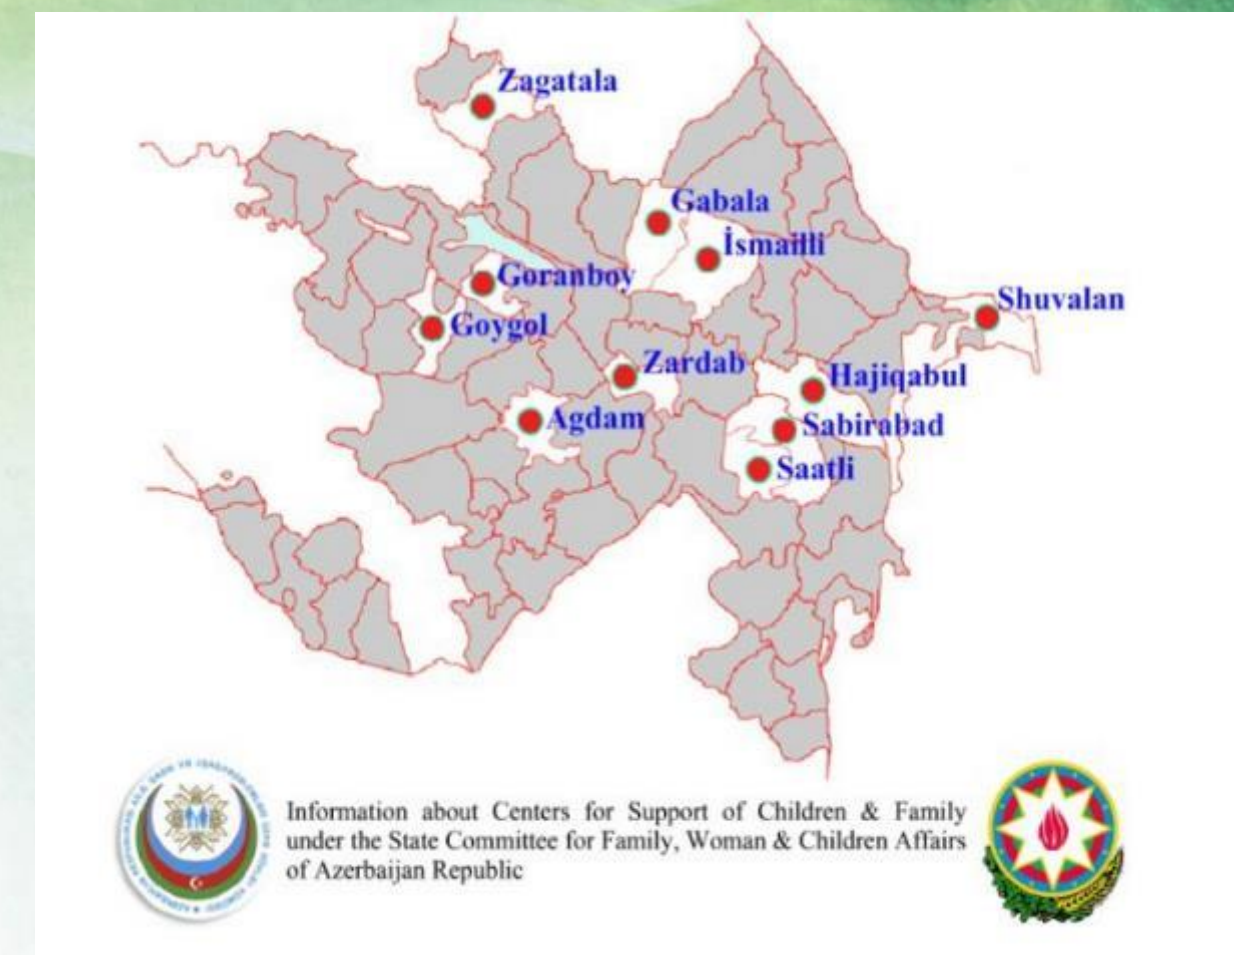 Zagatala
Gabala
İsmailli
Goranboy
Shuvalan
Goygol
Zardab
Hajiqabul
Agdam
Sabirabad
Saatli
Information about Centers for Support of Children & Family
under the State Committee for Family, Woman & Children Affairs
of Azerbaijan Republic